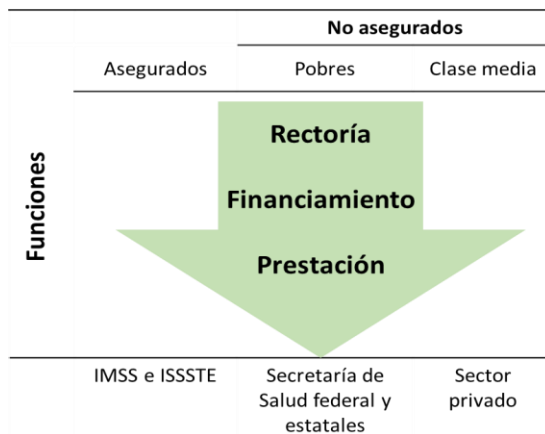 No asegurados
Asegurados Pobres Clase media
Funciones
Rectoría
Financiamiento
Prestación
IMSS e ISSSTE Secretaría de Sector
Salud federal y privado
estatales